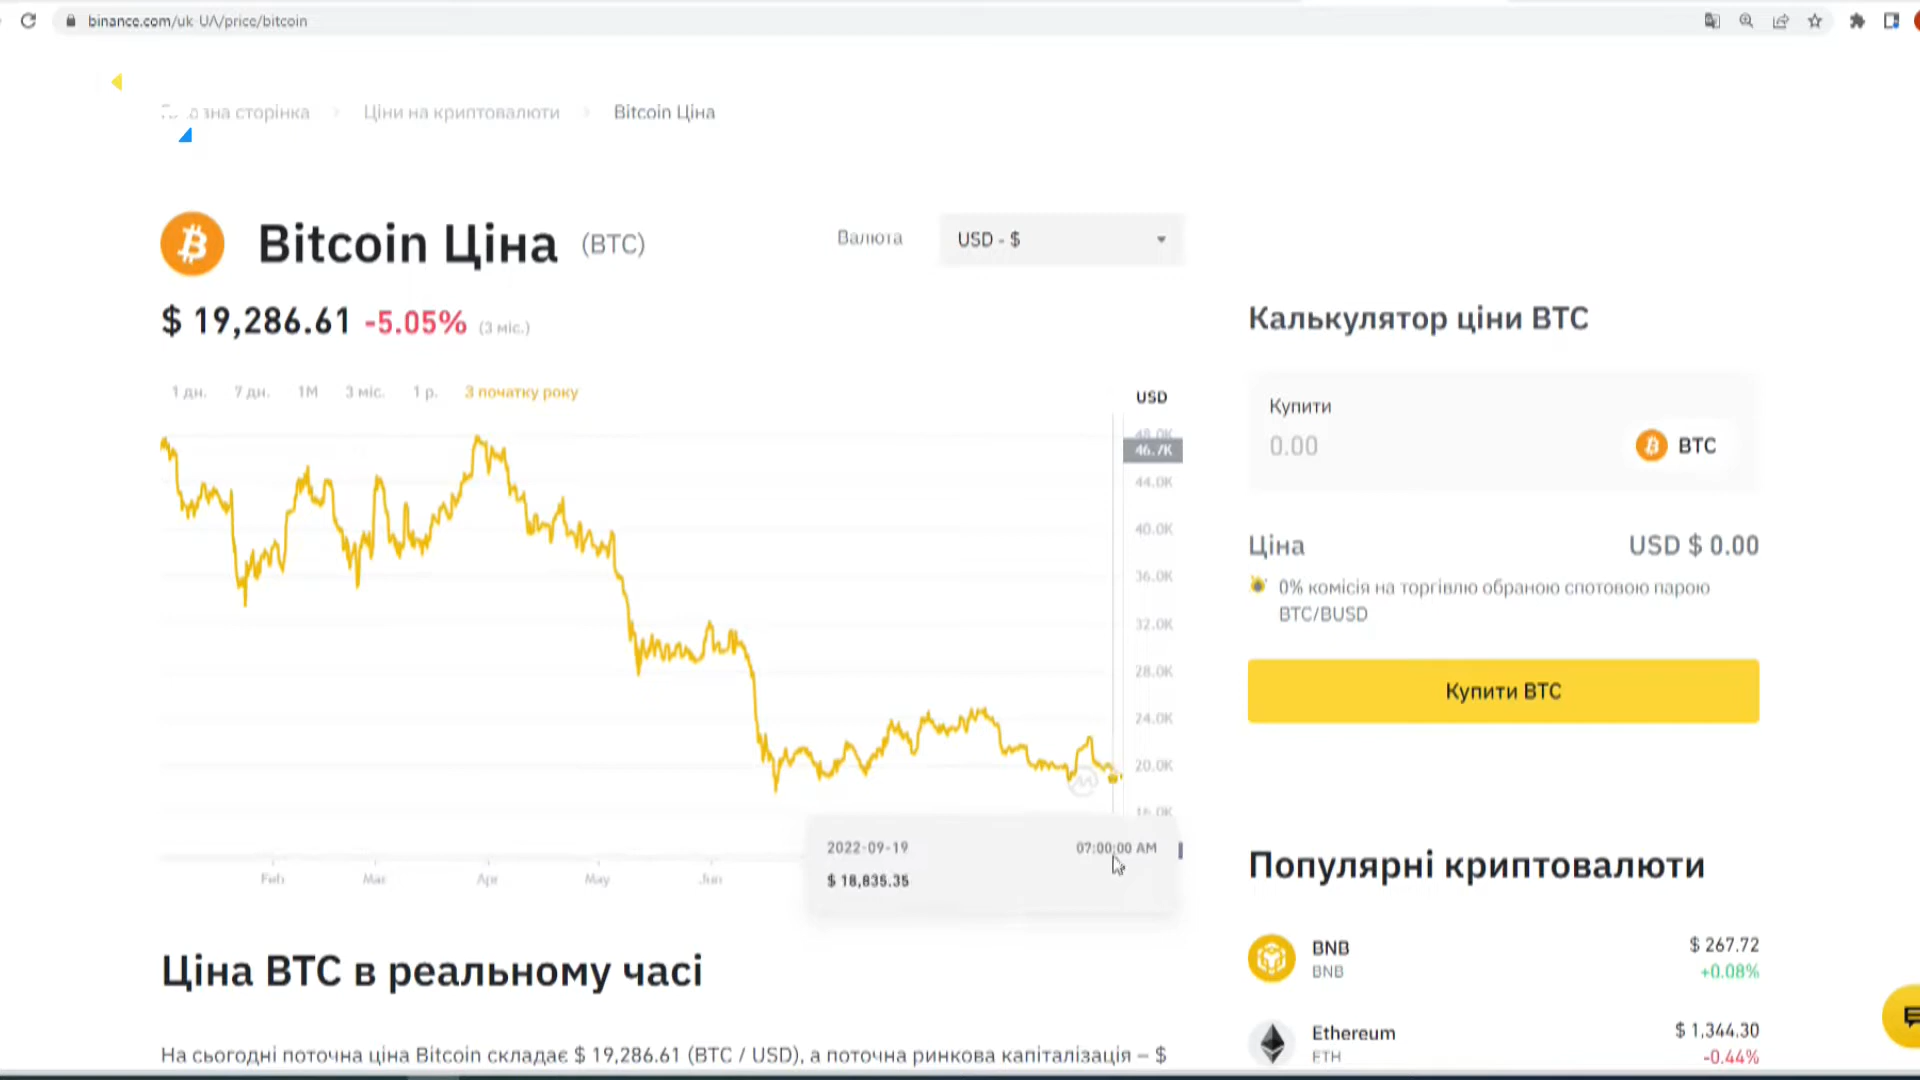 binance.com/uk-UA/price/bitcoin
зна сторінка
Ціни на криптовалюти
Bitcoin Ціна
Bitcoin Ціна (BTC)
Валюта
USD - $
$ 19,286.61 -5.05% (3 міс.)
1 дн. 7 дн. 1М 3 міс. 1 р. З початку року
USD
48.0K
46.7K
44.0K
40.0K
36.0K
32.0K
28.0K
24.0K
20.0K
16.0K
Feb Mar Apr May Jun
2022-09-19 07:00:00 AM
$ 18,835.35
Ціна BTC в реальному часі
На сьогодні поточна ціна Bitcoin складає $ 19,286.61 (BTC / USD), а поточна ринкова капіталізація – $
Калькулятор ціни BTC
Купити
0.00
BTC
Ціна USD $ 0.00
0% комісія на торгівлю обраною спотовою парою
BTC/BUSD
Купити BTC
Популярні криптовалюти
BNB $ 267.72
BNB +0.08%
Ethereum $ 1,344.30
ETH -0.44%